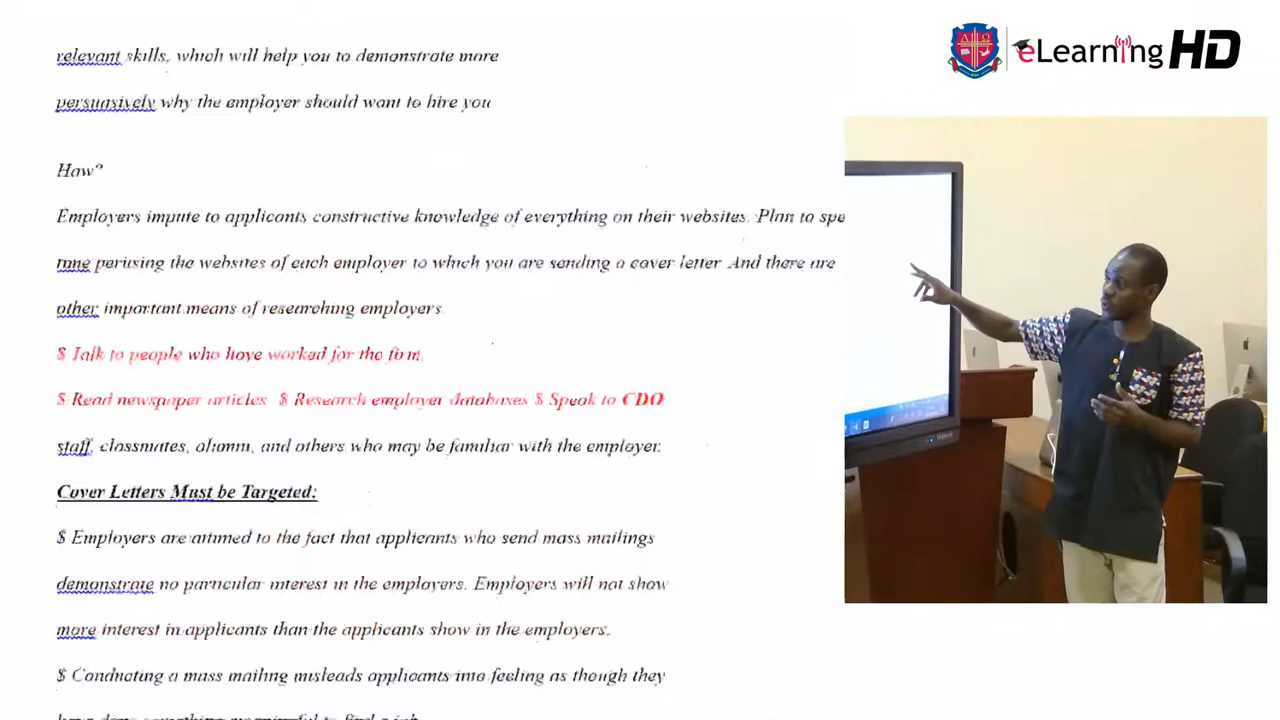 relevant skills, which will help you to demonstrate more
persuasively why the employer should want to hire you
How?
Employers impute to applicants constructive knowledge of everything on their websites. Plan to spe
time perusing the websites of each employer to which you are sending a cover letter And there are
other important means of researching employers
$ Talk to people who have worked for the firm.
$ Read newspaper articles $ Research employer databases $ Speak to CDO
staff, classmates, alumni, and others who may be familiar with the employer.
Cover Letters Must be Targeted:
$ Employers are attuned to the fact that applicants who send mass mailings
demonstrate no particular interest in the employers. Employers will not show
more interest in applicants than the applicants show in the employers.
$ Conducting a mass mailing misleads applicants into feeling as though they
have done something meaningful to find a job
eLearning HD